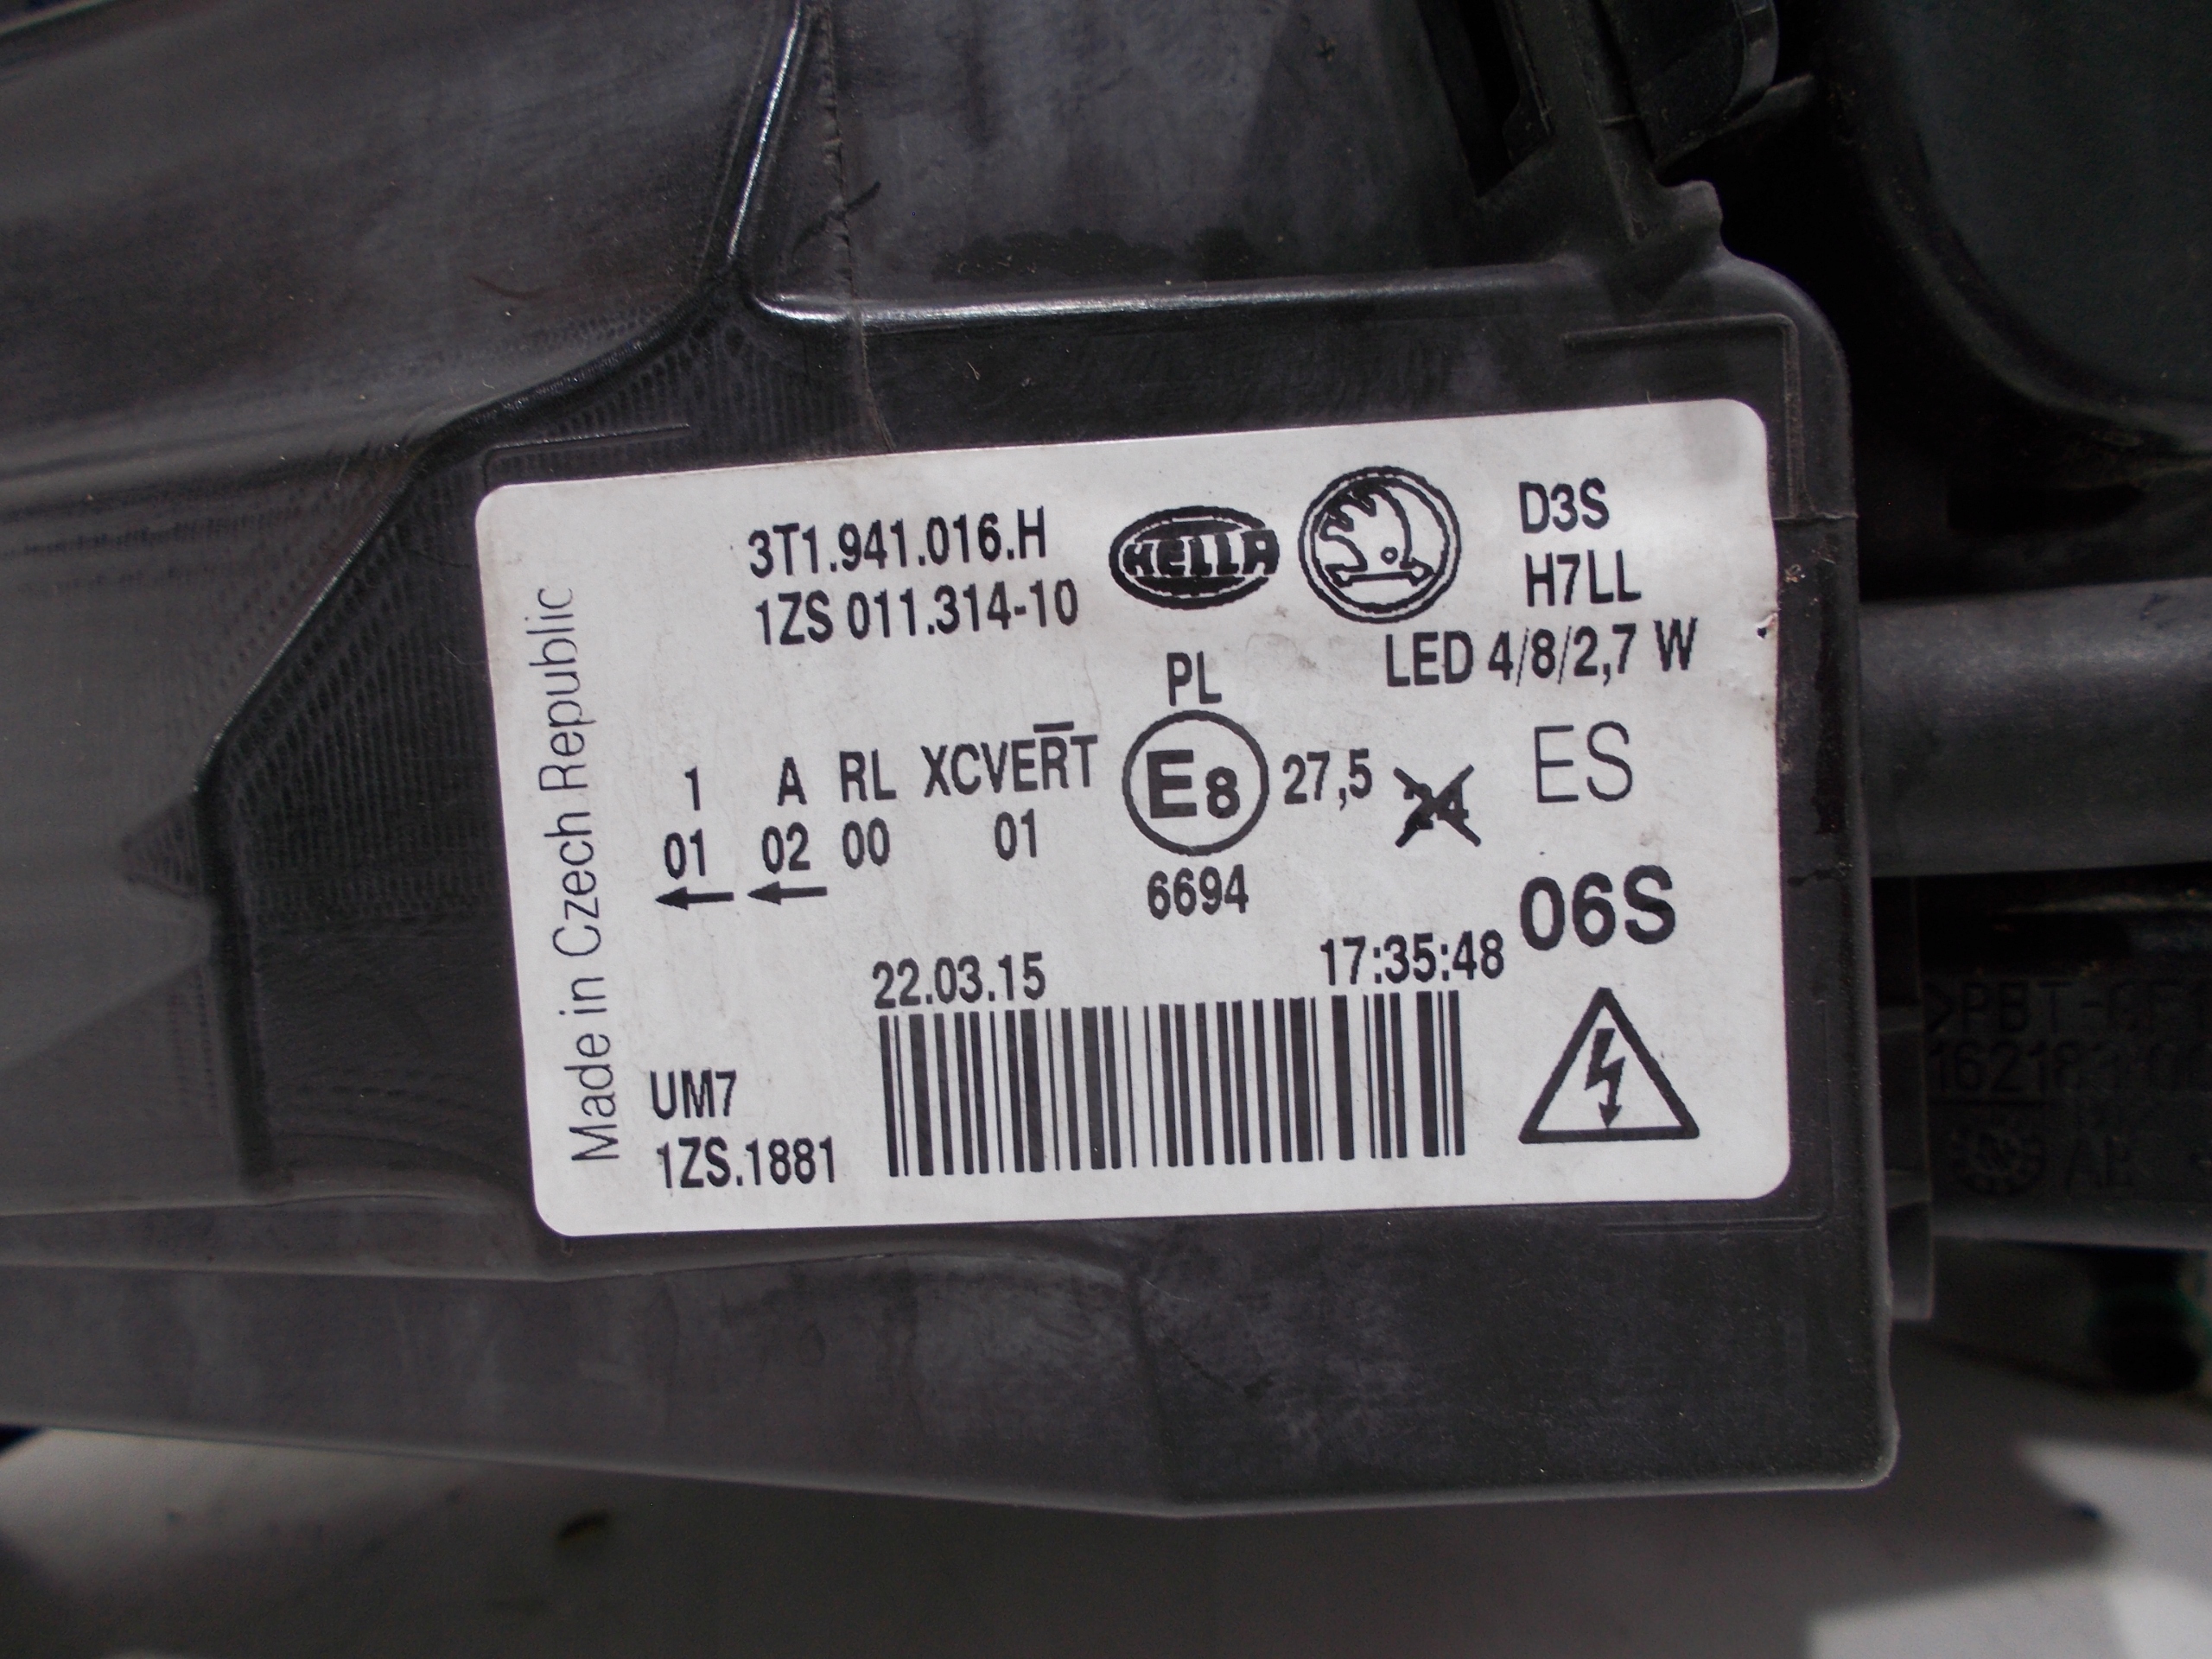 3T1.941.016.H
1ZS 011.314-10
HELLA
D3S
H7LL
LED 4/8/2,7 W
PL
1 A RL XCVERT E8 27,5 24 ES
01 02 00 01
6694
06S
22.03.15 17:35:48
UM7
1ZS.1881
Made in Czech Republic
>PBT-GF